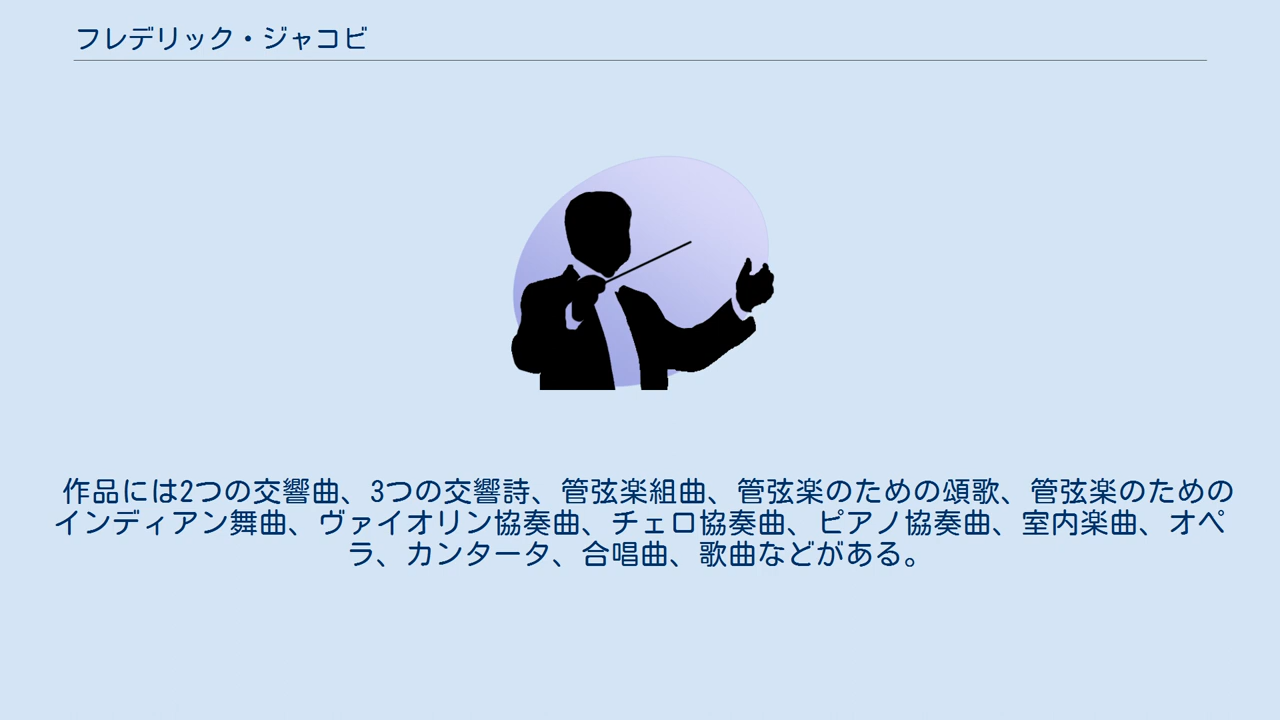 フレデリック・ジャコビ
作品には2つの交響曲、3つの交響詩、管弦楽組曲、管弦楽のための頌歌、管弦楽のための
インディアン舞曲、ヴァイオリン協奏曲、チェロ協奏曲、ピアノ協奏曲、室内楽曲、オペ
ラ、カンタータ、合唱曲、歌曲などがある。